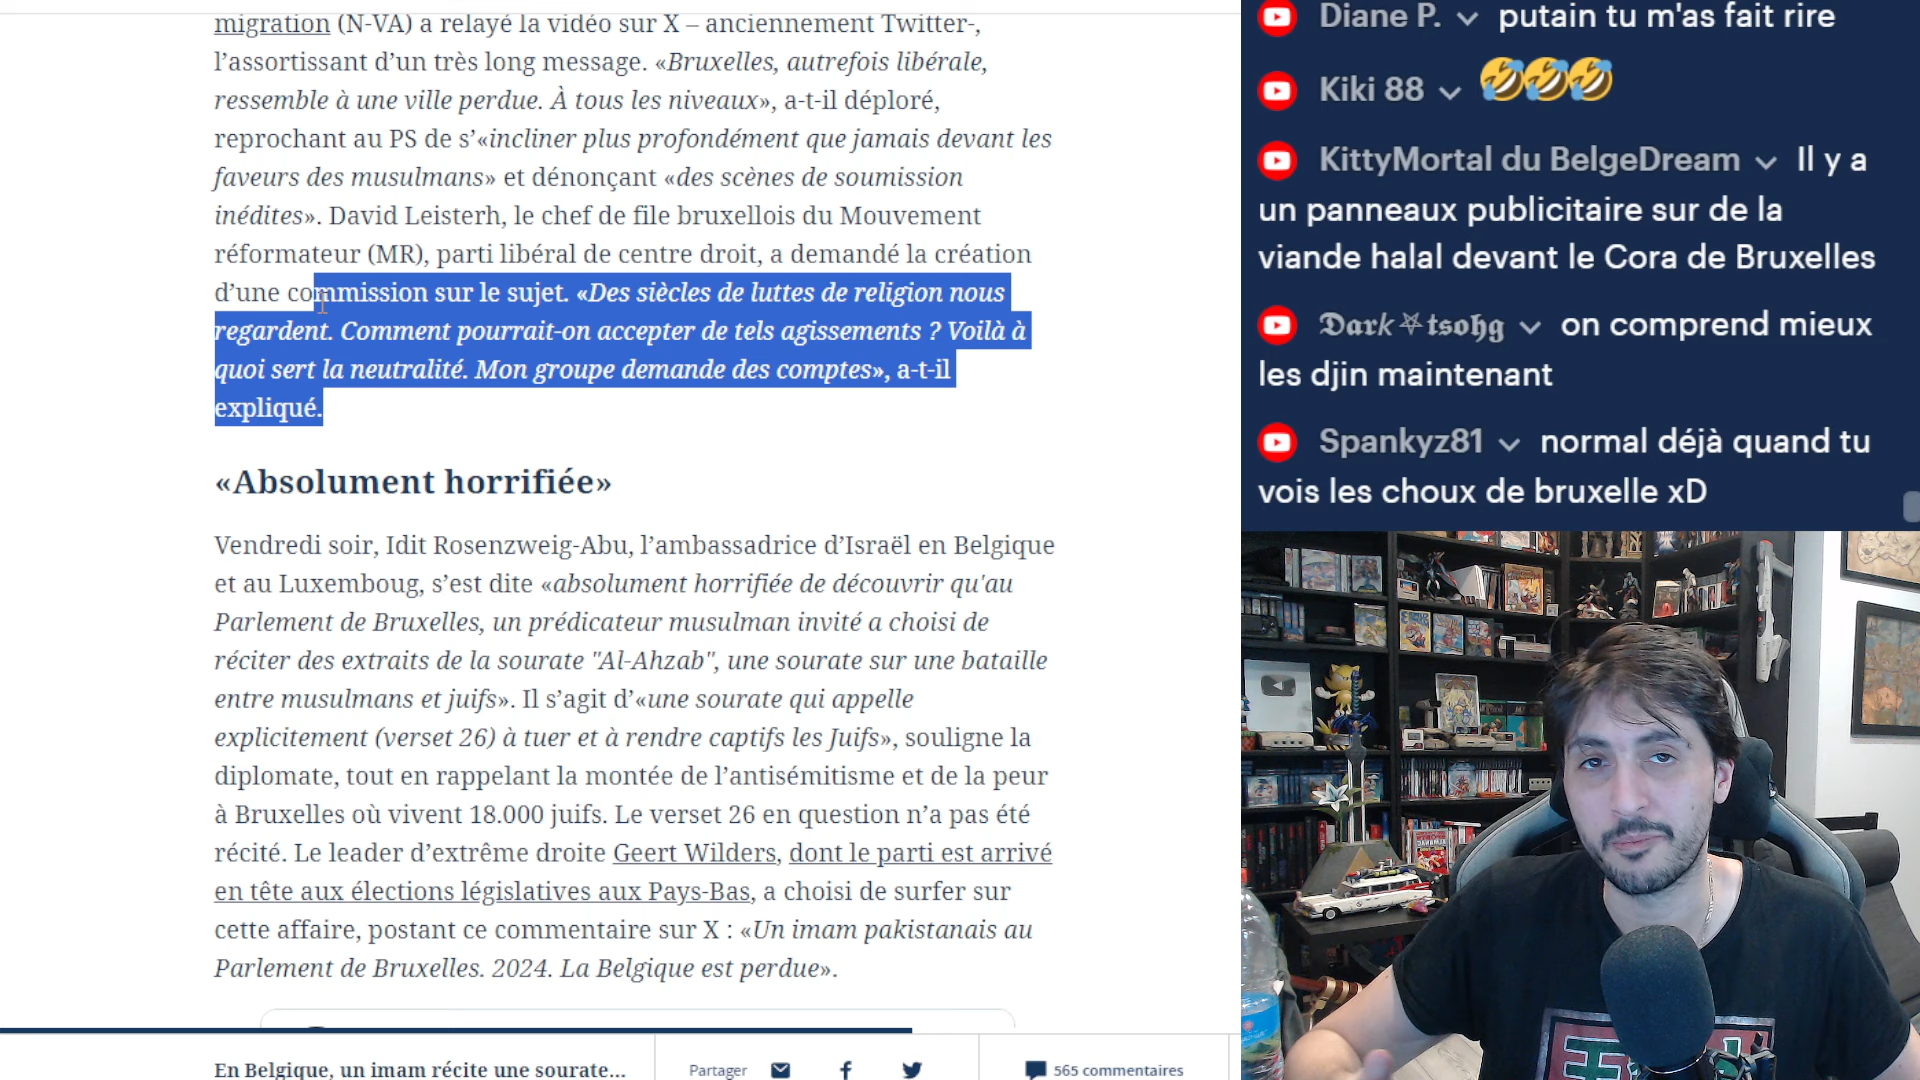 migration (N-VA) a relayé la vidéo sur X – anciennement Twitter-,
l’assortissant d’un très long message. «Bruxelles, autrefois libérale,
ressemble à une ville perdue. À tous les niveaux», a-t-il déploré,
reprochant au PS de s’«incliner plus profondément que jamais devant les
faveurs des musulmans» et dénonçant «des scènes de soumission
inédites». David Leisterh, le chef de file bruxellois du Mouvement
réformateur (MR), parti libéral de centre droit, a demandé la création
d’une commission sur le sujet. «Des siècles de luttes de religion nous
regardent. Comment pourrait-on accepter de tels agissements ? Voilà à
quoi sert la neutralité. Mon groupe demande des comptes», a-t-il
expliqué.
«Absolument horrifiée»
Vendredi soir, Idit Rosenzweig-Abu, l’ambassadrice d’Israël en Belgique
et au Luxemboug, s’est dite «absolument horrifiée de découvrir qu'au
Parlement de Bruxelles, un prédicateur musulman invité a choisi de
réciter des extraits de la sourate "Al-Ahzab", une sourate sur une bataille
entre musulmans et juifs». Il s’agit d’«une sourate qui appelle
explicitement (verset 26) à tuer et à rendre captifs les Juifs», souligne la
diplomate, tout en rappelant la montée de l’antisémitisme et de la peur
à Bruxelles où vivent 18.000 juifs. Le verset 26 en question n’a pas été
récité. Le leader d’extrême droite Geert Wilders, dont le parti est arrivé
en tête aux élections législatives aux Pays-Bas, a choisi de surfer sur
cette affaire, postant ce commentaire sur X : «Un imam pakistanais au
Parlement de Bruxelles. 2024. La Belgique est perdue».
En Belgique, un imam récite une sourate...
Partager
565 commentaires
Diane P. putain tu m'as fait rire
Kiki 88 🤣🤣🤣
KittyMortal du BelgeDream Il y a
un panneaux publicitaire sur de la
viande halal devant le Cora de Bruxelles
𝕯𝖆𝖗𝖐⛧𝖙𝖘𝖔𝖍𝖌 on comprend mieux
les djin maintenant
Spankyz81 normal déjà quand tu
vois les choux de bruxelle xD